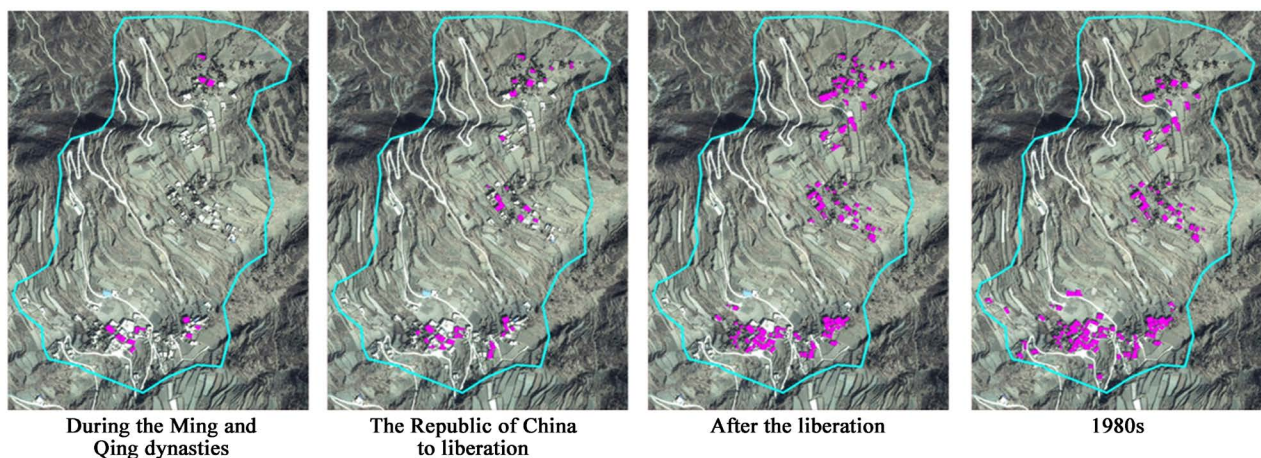 During the Ming and
Qing dynasties
The Republic of China
to liberation
After the liberation
1980s